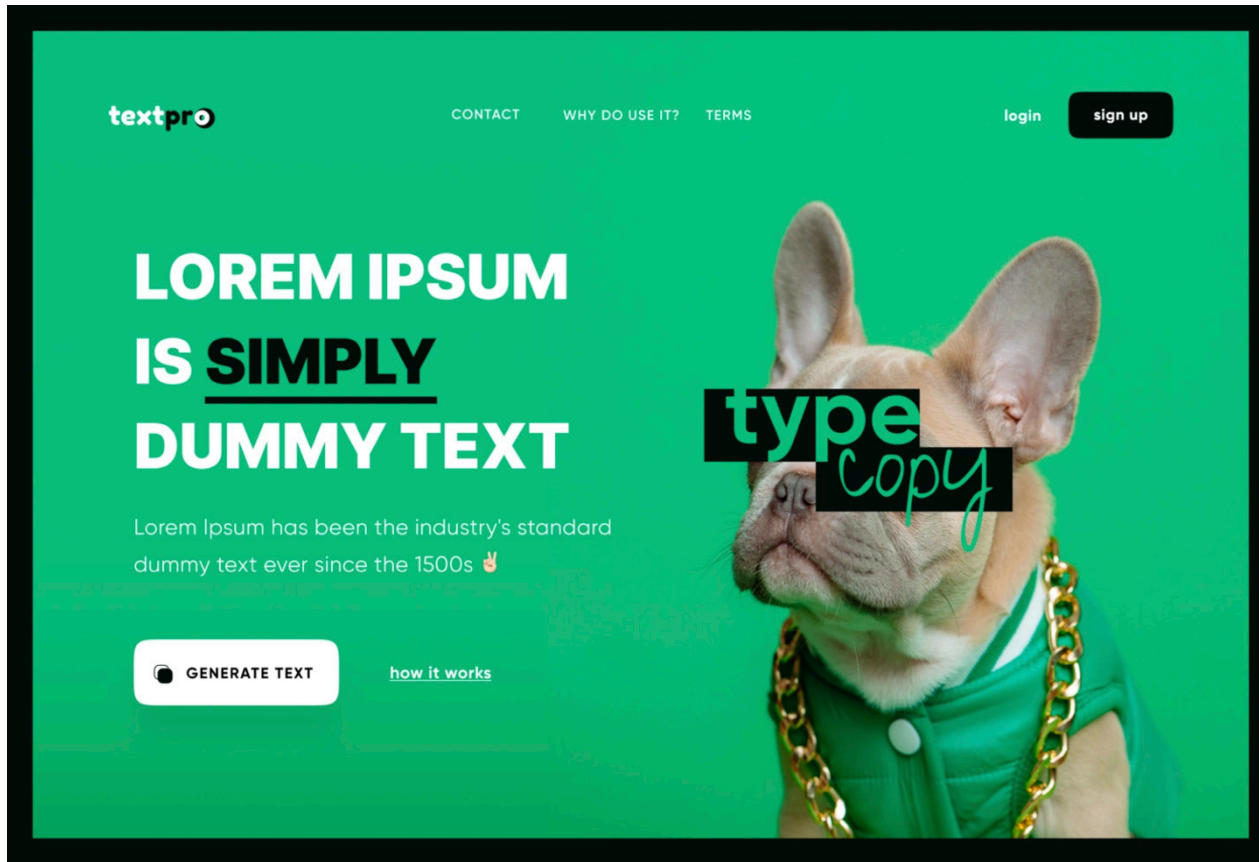 textpro
CONTACT WHY DO USE IT? TERMS
login sign up
LOREM IPSUM
IS SIMPLY
DUMMY TEXT
Lorem Ipsum has been the industry's standard
dummy text ever since the 1500s ✌🏻
GENERATE TEXT how it works
type
copy